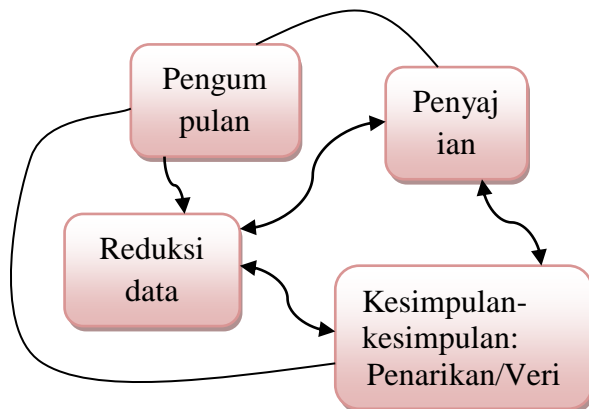 Pengum
pulan
Penyaj
ian
Reduksi
data
Kesimpulan-
kesimpulan:
Penarikan/Veri